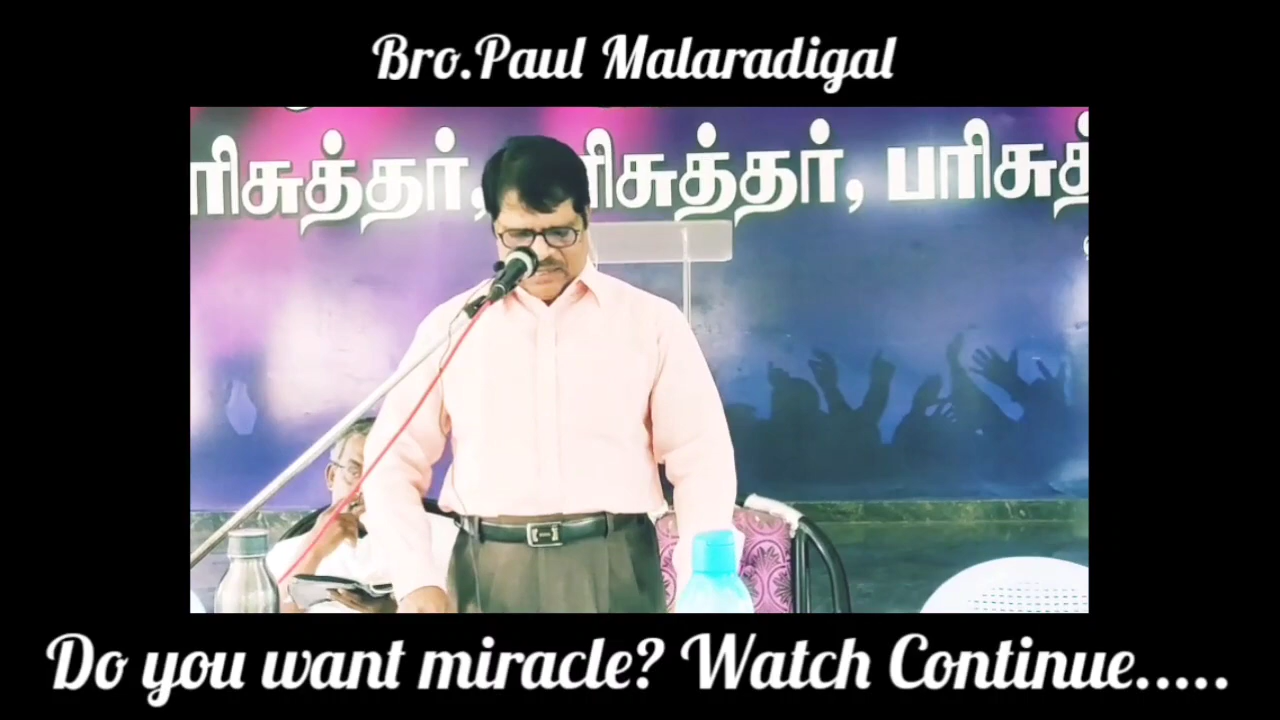 Bro.Paul Malaradigal
ரிசுத்தர், ரிசுத்தர், பரிசுத்
Do you want miracle? Watch Continue.....